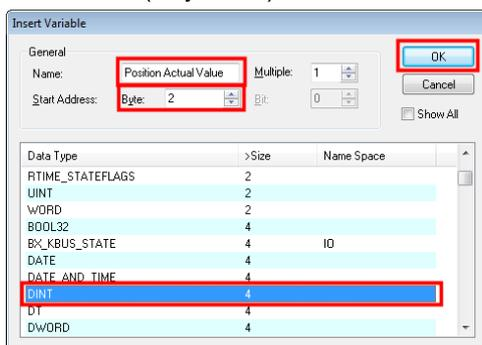 Insert Variable
General
Name: Position Actual Value Multiple: 1 OK
Start Address: Byte: 2 Bit: 0 Cancel
Show All
Data Type >Size Name Space
RTIME_STATEFLAGS 2
UINT 2
WORD 2
BOOL32 4
BX_KBUS_STATE 4 IO
DATE 4
DATE_AND_TIME 4
DINT 4
DT 4
DWORD 4